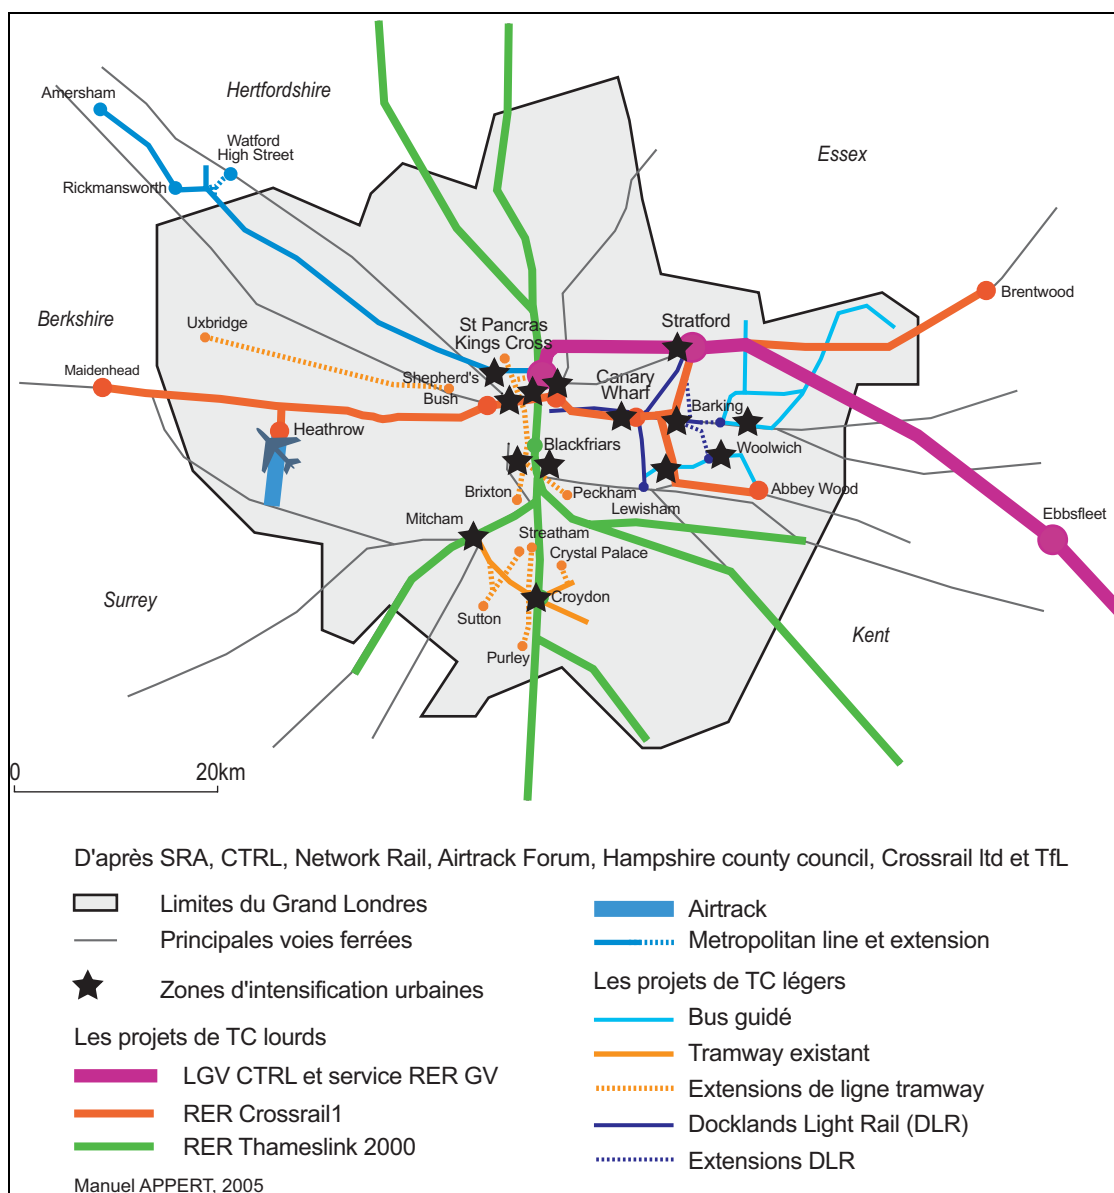 Hertfordshire
Amersham
Watford
High Street
Essex
Rickmansworth
Berkshire
Uxbridge
St Pancras
Kings Cross
Stratford
Brentwood
Maidenhead
Shepherd's
Bush
Canary
Wharf
Barking
Heathrow
Blackfriars
Woolwich
Brixton
Peckham
Abbey Wood
Lewisham
Mitcham
Streatham
Crystal Palace
Ebbsfleet
Surrey
Sutton
Croydon
Kent
Purley
0
20km
D'après SRA, CTRL, Network Rail, Airtrack Forum, Hampshire county council, Crossrail ltd et TfL
Limites du Grand Londres
Principales voies ferrées
Zones d'intensification urbaines
Les projets de TC lourds
LGV CTRL et service RER GV
RER Crossrail1
RER Thameslink 2000
Manuel APPERT, 2005
Airtrack
Metropolitan line et extension
Les projets de TC légers
Bus guidé
Tramway existant
Extensions de ligne tramway
Docklands Light Rail (DLR)
Extensions DLR